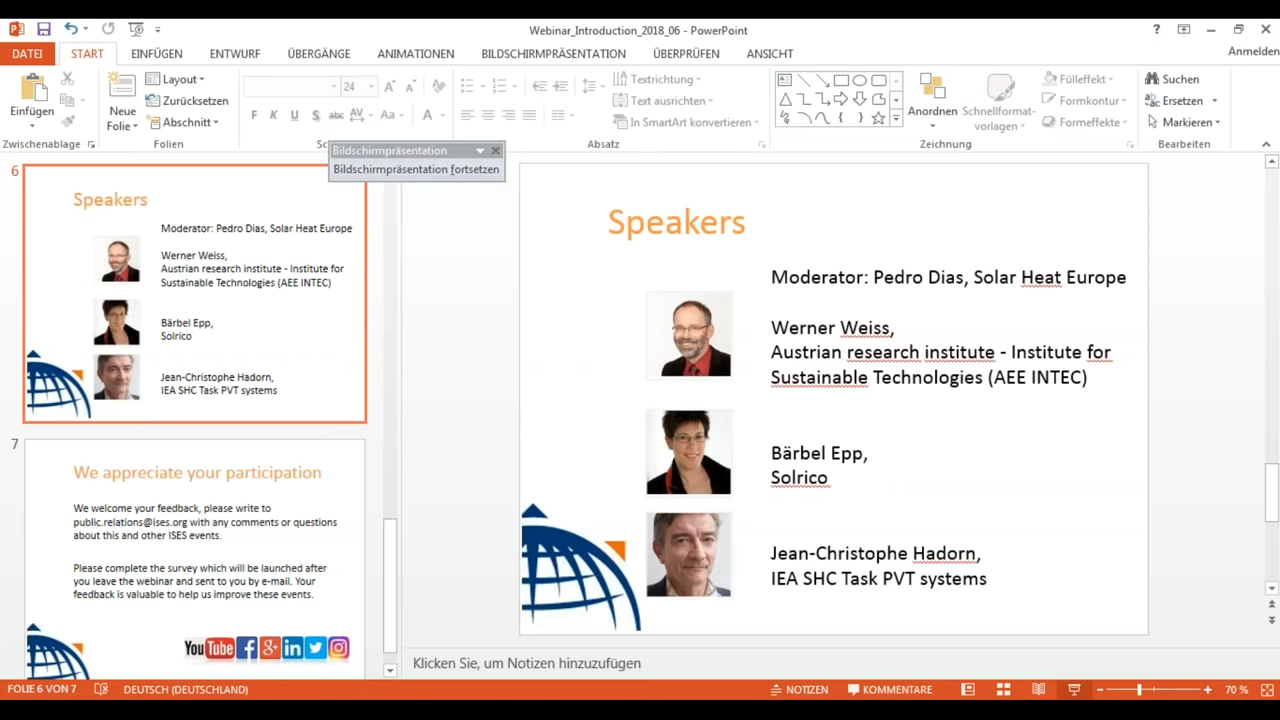 Webinar_Introduction_2018_06 - PowerPoint
DATEI START EINFÜGEN ENTWURF ÜBERGÄNGE ANIMATIONEN BILDSCHIRMPRÄSENTATION ÜBERPRÜFEN ANSICHT Anmelden
Einfügen
Zwischenablage
Neue
Folie
Layout
Zurücksetzen
Abschnitt
Folien
24
F K U S abc AV Aa A
Textrichtung
Text ausrichten
In SmartArt konvertieren
Absatz
Anordnen
Schnellformat-
vorlagen
Fülleffekt
Formkontur
Formeffekte
Zeichnung
Suchen
Ersetzen
Markieren
Bearbeiten
Bildschirmpräsentation
Bildschirmpräsentation fortsetzen
6
Speakers
Moderator: Pedro Dias, Solar Heat Europe
Werner Weiss,
Austrian research institute - Institute for
Sustainable Technologies (AEE INTEC)
Bärbel Epp,
Solrico
Jean-Christophe Hadorn,
IEA SHC Task PVT systems
7
We appreciate your participation
We welcome your feedback, please write to
public.relations@ises.org with any comments or questions
about this and other ISES events.
Please complete the survey which will be launched after
you leave the webinar and sent to you by e-mail. Your
feedback is valuable to help us improve these events.
YouTube
Speakers
Moderator: Pedro Dias, Solar Heat Europe
Werner Weiss,
Austrian research institute - Institute for
Sustainable Technologies (AEE INTEC)
Bärbel Epp,
Solrico
Jean-Christophe Hadorn,
IEA SHC Task PVT systems
Klicken Sie, um Notizen hinzuzufügen
FOLIE 6 VON 7 DEUTSCH (DEUTSCHLAND) NOTIZEN KOMMENTARE 70 %